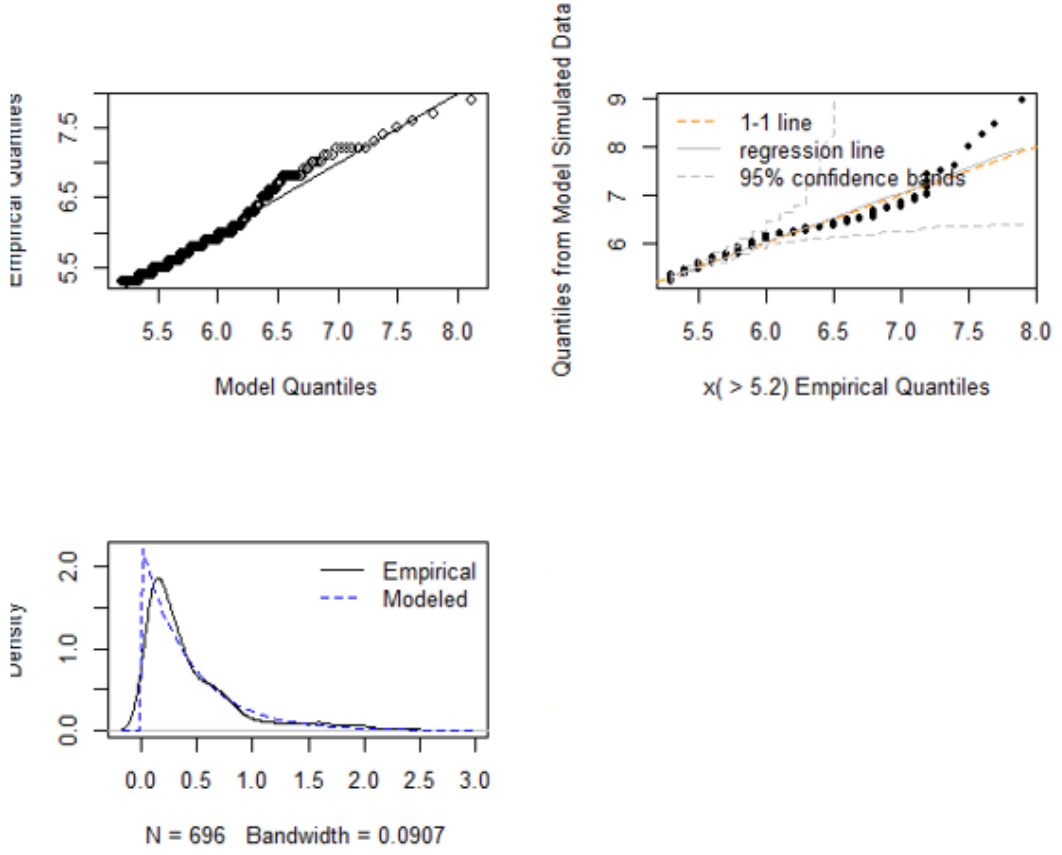 Empirical Quantiles
5.5 6.5 7.5
5.5 6.0 6.5 7.0 7.5 8.0
Model Quantiles
Quantiles from Model Simulated Data
6 7 8 9
1-1 line
regression line
95% confidence bands
5.5 6.0 6.5 7.0 7.5 8.0
x( > 5.2) Empirical Quantiles
Density
0.0 1.0 2.0
Empirical
Modeled
0.0 0.5 1.0 1.5 2.0 2.5 3.0
N = 696 Bandwidth = 0.0907